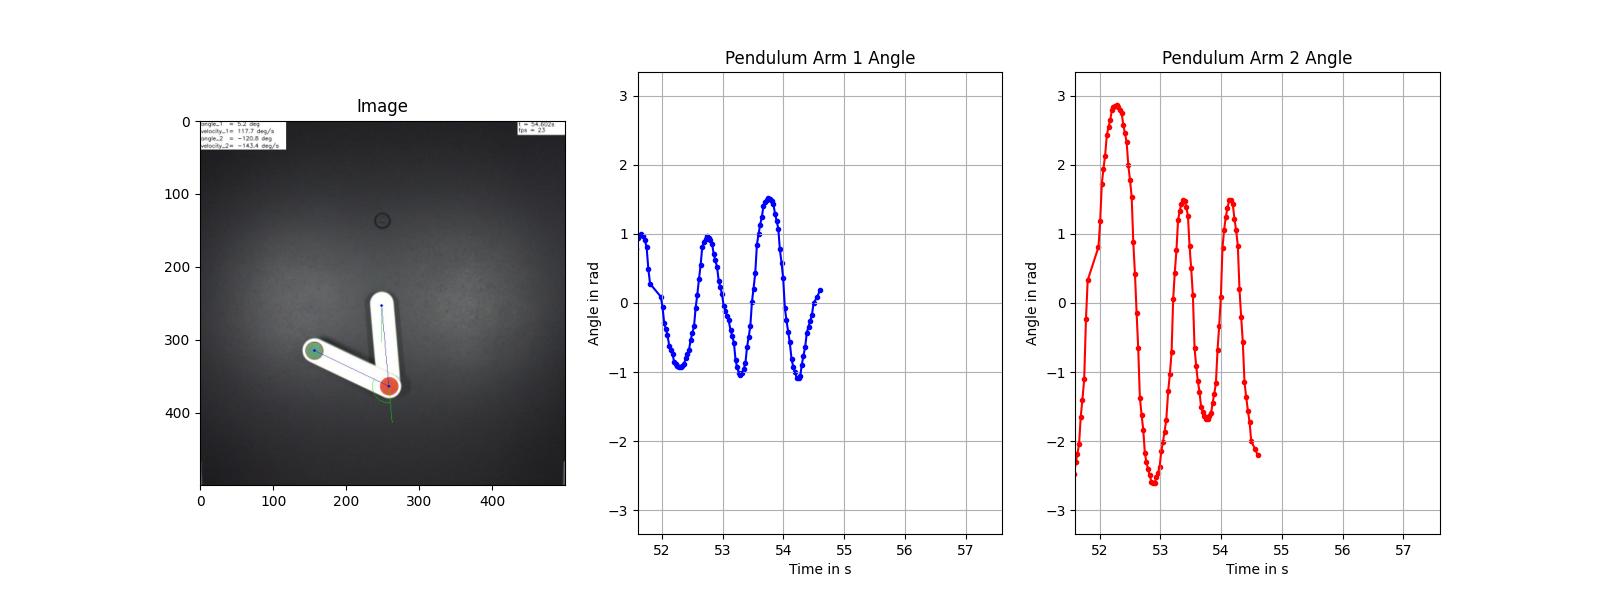 Image
angle_1 = 5.2 deg
velocity_1= 117.7 deg/s
angle_2 = -120.8 deg
velocity_2= -143.4 deg/s
t = 54.602s
fps = 23
0
100
200
300
400
0 100 200 300 400
Pendulum Arm 1 Angle
Angle in rad
3
2
1
0
−1
−2
−3
52 53 54 55 56 57
Time in s
Pendulum Arm 2 Angle
Angle in rad
3
2
1
0
−1
−2
−3
52 53 54 55 56 57
Time in s